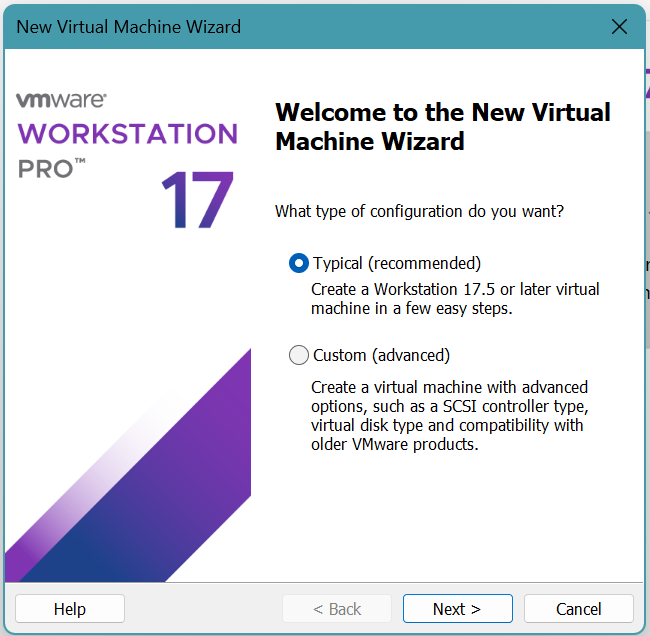 New Virtual Machine Wizard
vmware®
WORKSTATION
PRO™
17
Welcome to the New Virtual
Machine Wizard
What type of configuration do you want?
Typical (recommended)
Create a Workstation 17.5 or later virtual
machine in a few easy steps.
Custom (advanced)
Create a virtual machine with advanced
options, such as a SCSI controller type,
virtual disk type and compatibility with
older VMware products.
Help
< Back
Next >
Cancel